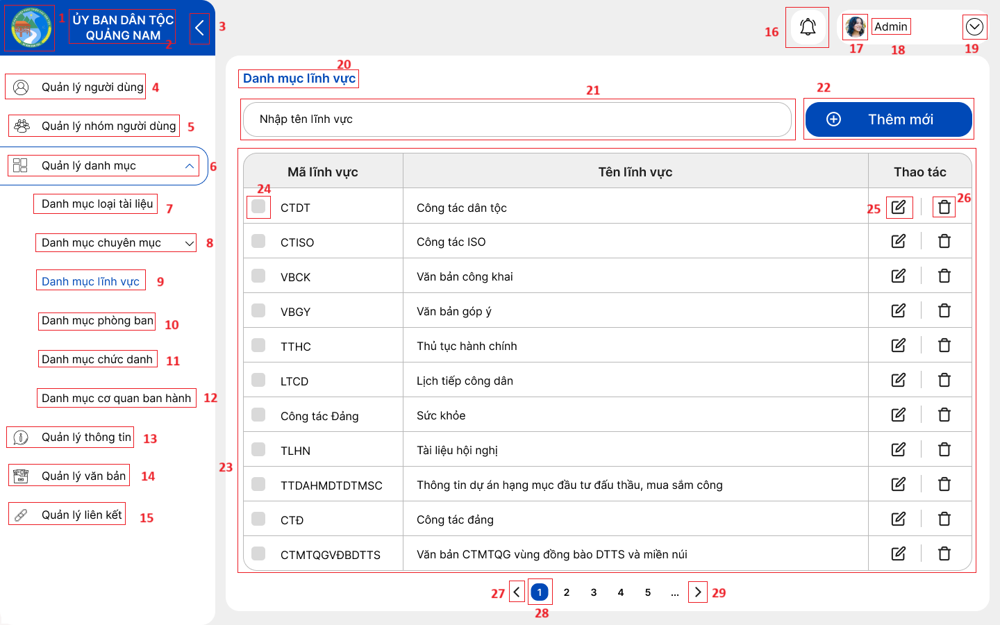 1
ỦY BAN DÂN TỘC
QUẢNG NAM
2
3
4 Quản lý người dùng
5 Quản lý nhóm người dùng
6 Quản lý danh mục
Danh mục loại tài liệu 7
Danh mục chuyên mục 8
Danh mục lĩnh vực 9
Danh mục phòng ban 10
Danh mục chức danh 11
Danh mục cơ quan ban hành 12
Quản lý thông tin 13
Quản lý văn bản 14
Quản lý liên kết 15
16
17
Admin
18
19
20
Danh mục lĩnh vực
21
Nhập tên lĩnh vực
22
Thêm mới
23
Mã lĩnh vực Tên lĩnh vực Thao tác
24
CTDT Công tác dân tộc 25 26
CTISO Công tác ISO
VBCK Văn bản công khai
VBGY Văn bản góp ý
TTHC Thủ tục hành chính
LTCD Lịch tiếp công dân
Công tác Đảng Sức khỏe
TLHN Tài liệu hội nghị
TTDAHMDTDTMSC Thông tin dự án hạng mục đầu tư đấu thầu, mua sắm công
CTĐ Công tác đảng
CTMTQGVĐBDTTS Văn bản CTMTQG vùng đồng bào DTTS và miền núi
27 1 2 3 4 5 ... 29
28